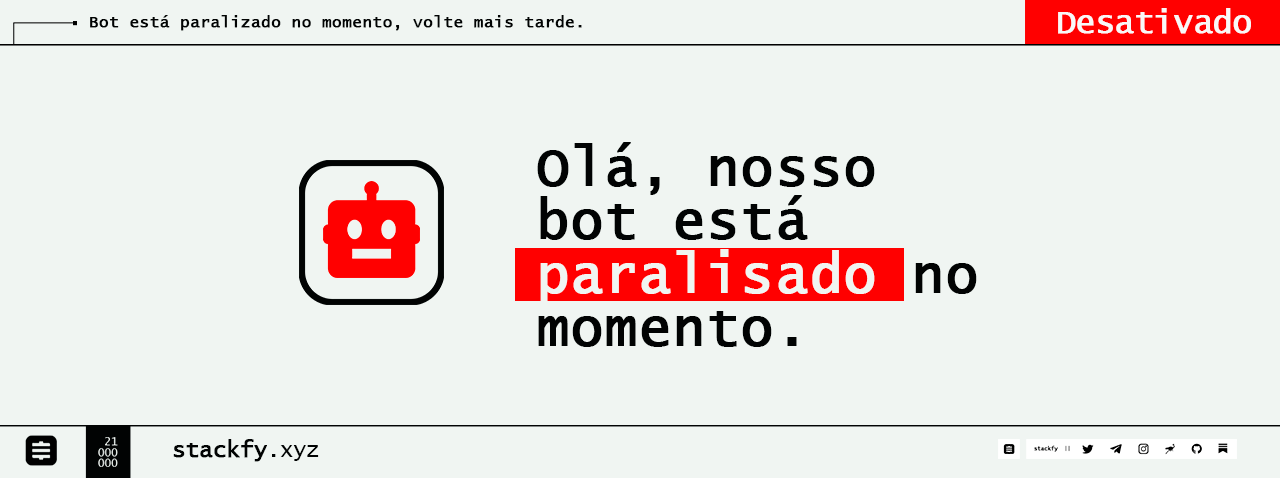 Bot está paralizado no momento, volte mais tarde.
Desativado
Olá, nosso
bot está
paralisado no
momento.
21
000
000
stackfy.xyz
stackfy ||